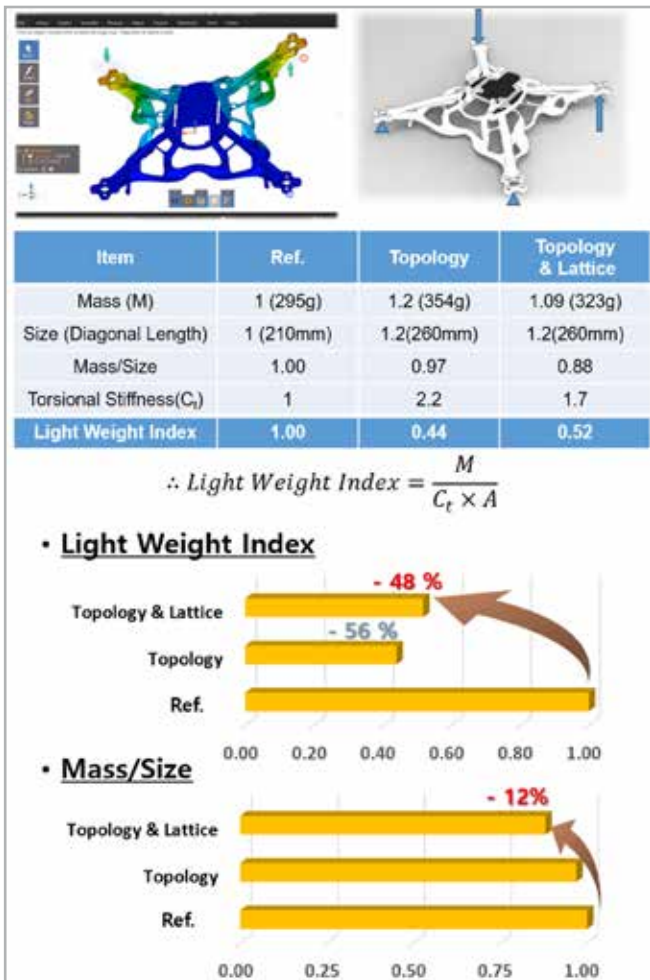 Item Ref. Topology Topology & Lattice
Mass (M) 1 (295g) 1.2 (354g) 1.09 (323g)
Size (Diagonal Length) 1 (210mm) 1.2(260mm) 1.2(260mm)
Mass/Size 1.00 0.97 0.88
Torsional Stiffness(Cₜ) 1 2.2 1.7
Light Weight Index 1.00 0.44 0.52
∴ Light Weight Index = M / (Cₜ × A)
• Light Weight Index
- 48 %
Topology & Lattice
- 56 %
Topology
Ref.
0.00 0.20 0.40 0.60 0.80 1.00
• Mass/Size
- 12%
Topology & Lattice
Topology
Ref.
0.00 0.25 0.50 0.75 1.00